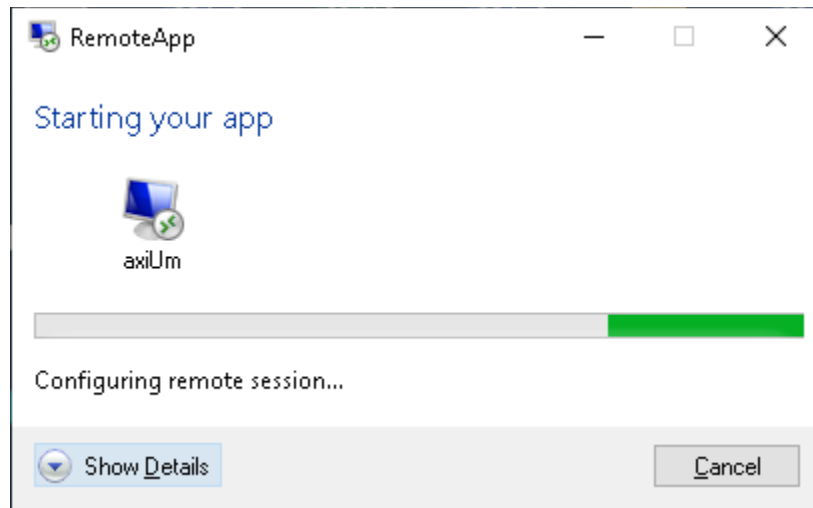 RemoteApp
Starting your app
axiUm
Configuring remote session...
Show Details
Cancel